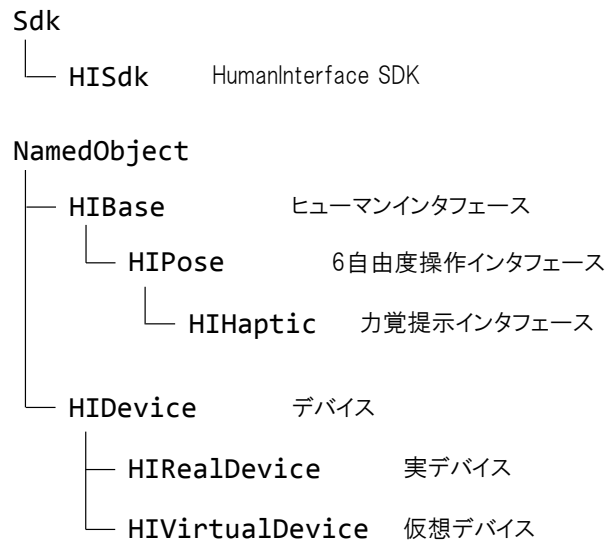 Sdk
HISdk HumanInterface SDK
NamedObject
HIBase ヒューマンインタフェース
HIPose 6自由度操作インタフェース
HIHaptic 力覚提示インタフェース
HIDevice デバイス
HIRealDevice 実デバイス
HIVirtualDevice 仮想デバイス